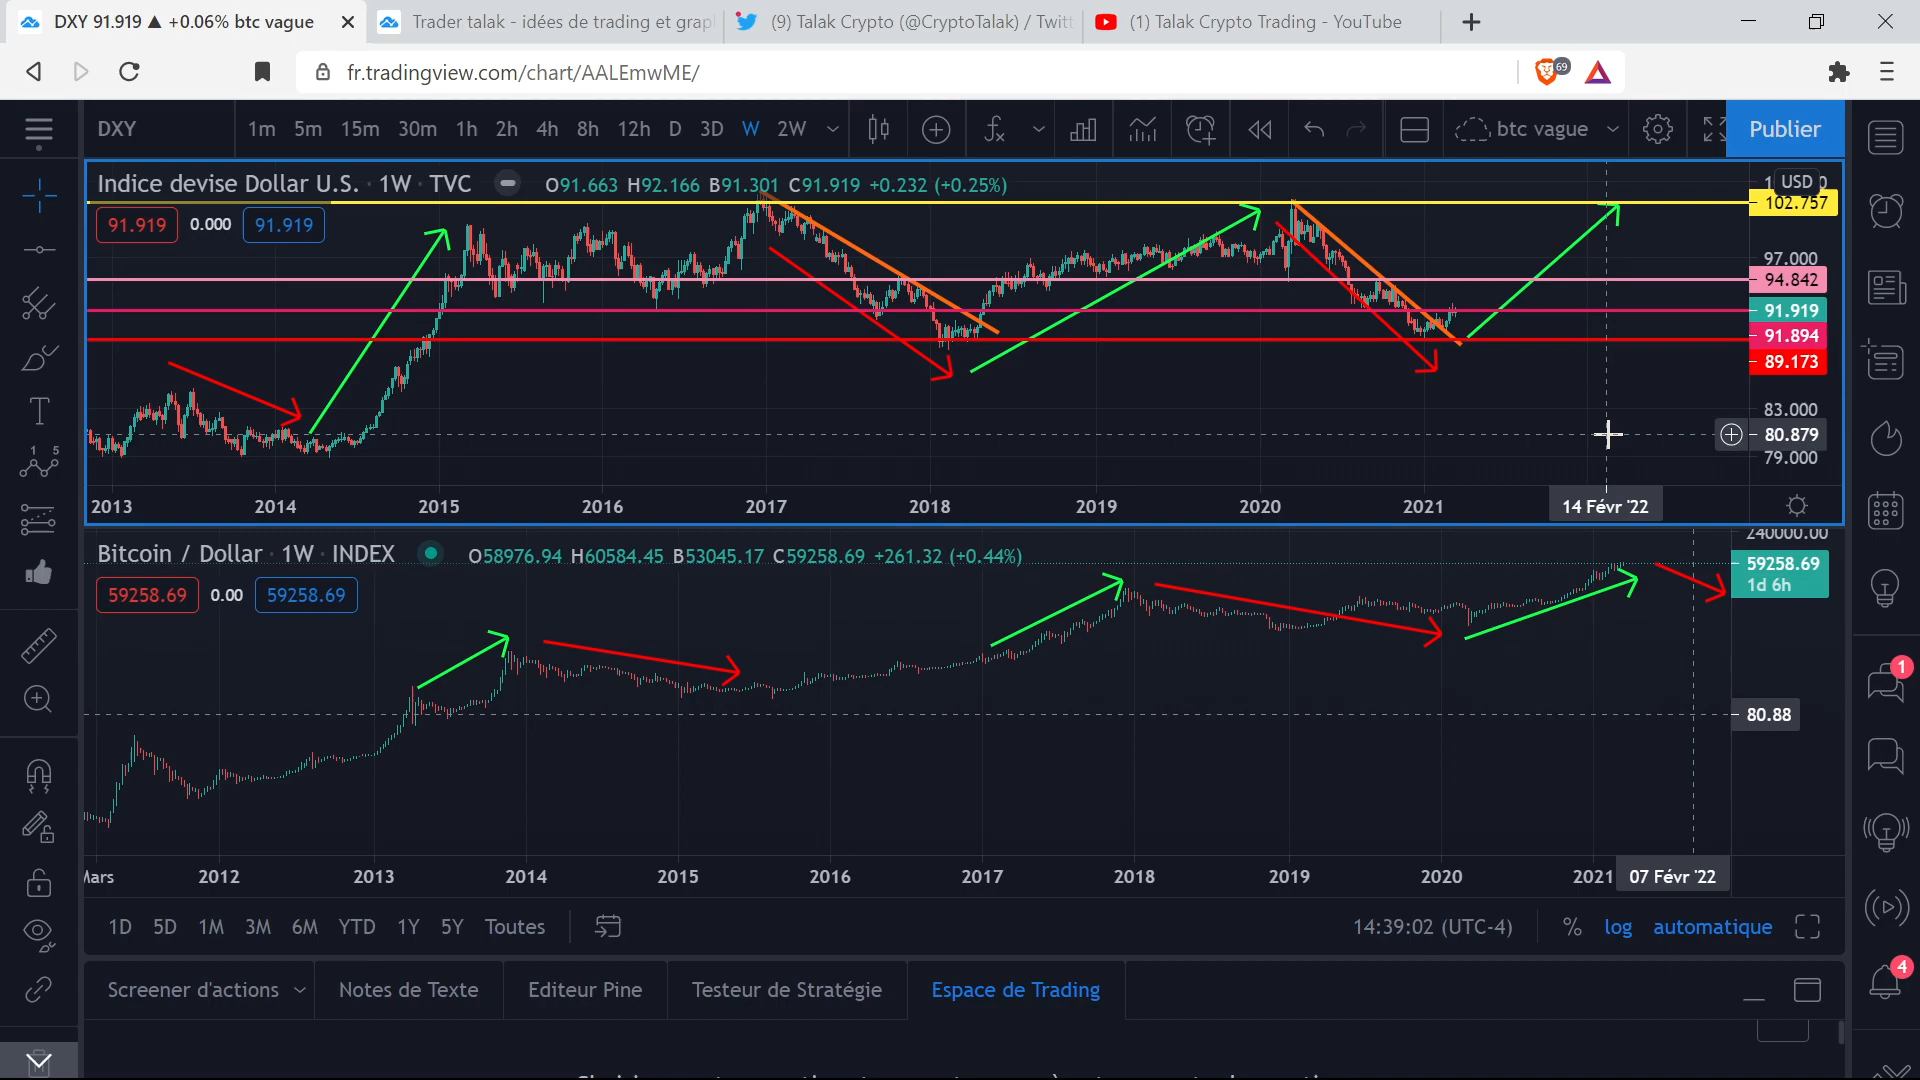 DXY 91.919 ▲ +0.06% btc vague
Trader talak - idées de trading et grap
(9) Talak Crypto (@CryptoTalak) / Twitt
(1) Talak Crypto Trading - YouTube
fr.tradingview.com/chart/AALEmwME/
69
DXY 1m 5m 15m 30m 1h 2h 4h 8h 12h D 3D W 2W btc vague Publier
Indice devise Dollar U.S. · 1W · TVC O91.663 H92.166 B91.301 C91.919 +0.232 (+0.25%)
USD
102.757
91.919 0.000 91.919
97.000
94.842
91.919
91.894
89.173
83.000
80.879
79.000
2013 2014 2015 2016 2017 2018 2019 2020 2021 14 Févr '22
Bitcoin / Dollar · 1W · INDEX O58976.94 H60584.45 B53045.17 C59258.69 +261.32 (+0.44%)
240000.00
59258.69
1d 6h
59258.69 0.00 59258.69
80.88
Mars 2012 2013 2014 2015 2016 2017 2018 2019 2020 2021 07 Févr '22
1D 5D 1M 3M 6M YTD 1Y 5Y Toutes 14:39:02 (UTC-4) % log automatique
Screener d'actions Notes de Texte Editeur Pine Testeur de Stratégie Espace de Trading
T
1 5
1
4